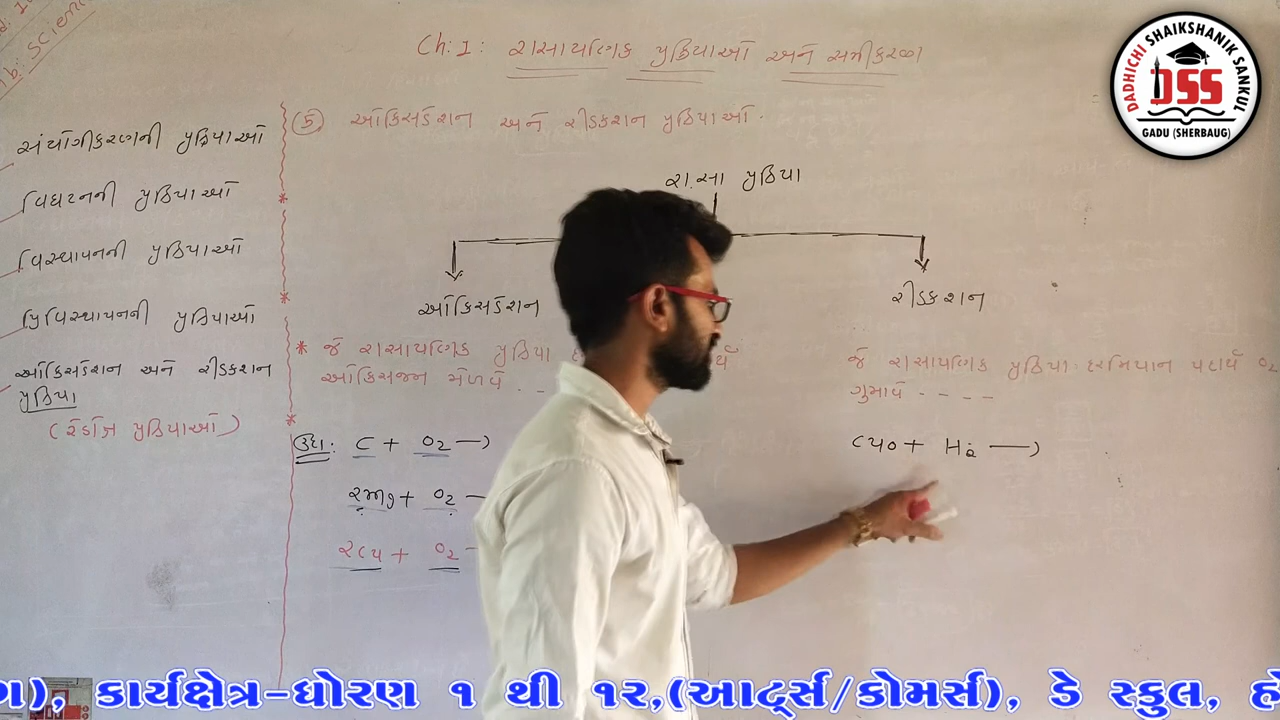 Ch: 1 : રાસાયણિક પ્રક્રિયાઓ અને સમીકરણો
DADHICHI SHAIKSHANIK SANKUL
DSS
GADU (SHERBAUG)
સંયોગીકરણની પ્રક્રિયાઓ
વિઘટનની પ્રક્રિયાઓ
વિસ્થાપનની પ્રક્રિયાઓ
દ્વિવિસ્થાપનની પ્રક્રિયાઓ
ઓક્સિડેશન અને રીડક્શન
પ્રક્રિયા
(રેડોક્ષ પ્રક્રિયાઓ)
5 ઓક્સિડેશન અને રીડક્શન પ્રક્રિયાઓ.
રા.સા પ્રક્રિયા
ઓક્સિડેશન
રીડક્શન
* જે રાસાયણિક પ્રક્રિયા
ઓક્સિજન મેળવે - -
જે રાસાયણિક પ્રક્રિયા દરમિયાન પદાર્થ O2
ગુમાવે - - - -
ઉદા: C + O2 →
2Mg + O2 -
2Cu + O2 -
CuO + H2 →
), કાર્યક્ષેત્ર-ધોરણ ૧ થી ૧૨,(આર્ટ્સ/કોમર્સ), ડે સ્કુલ, હો